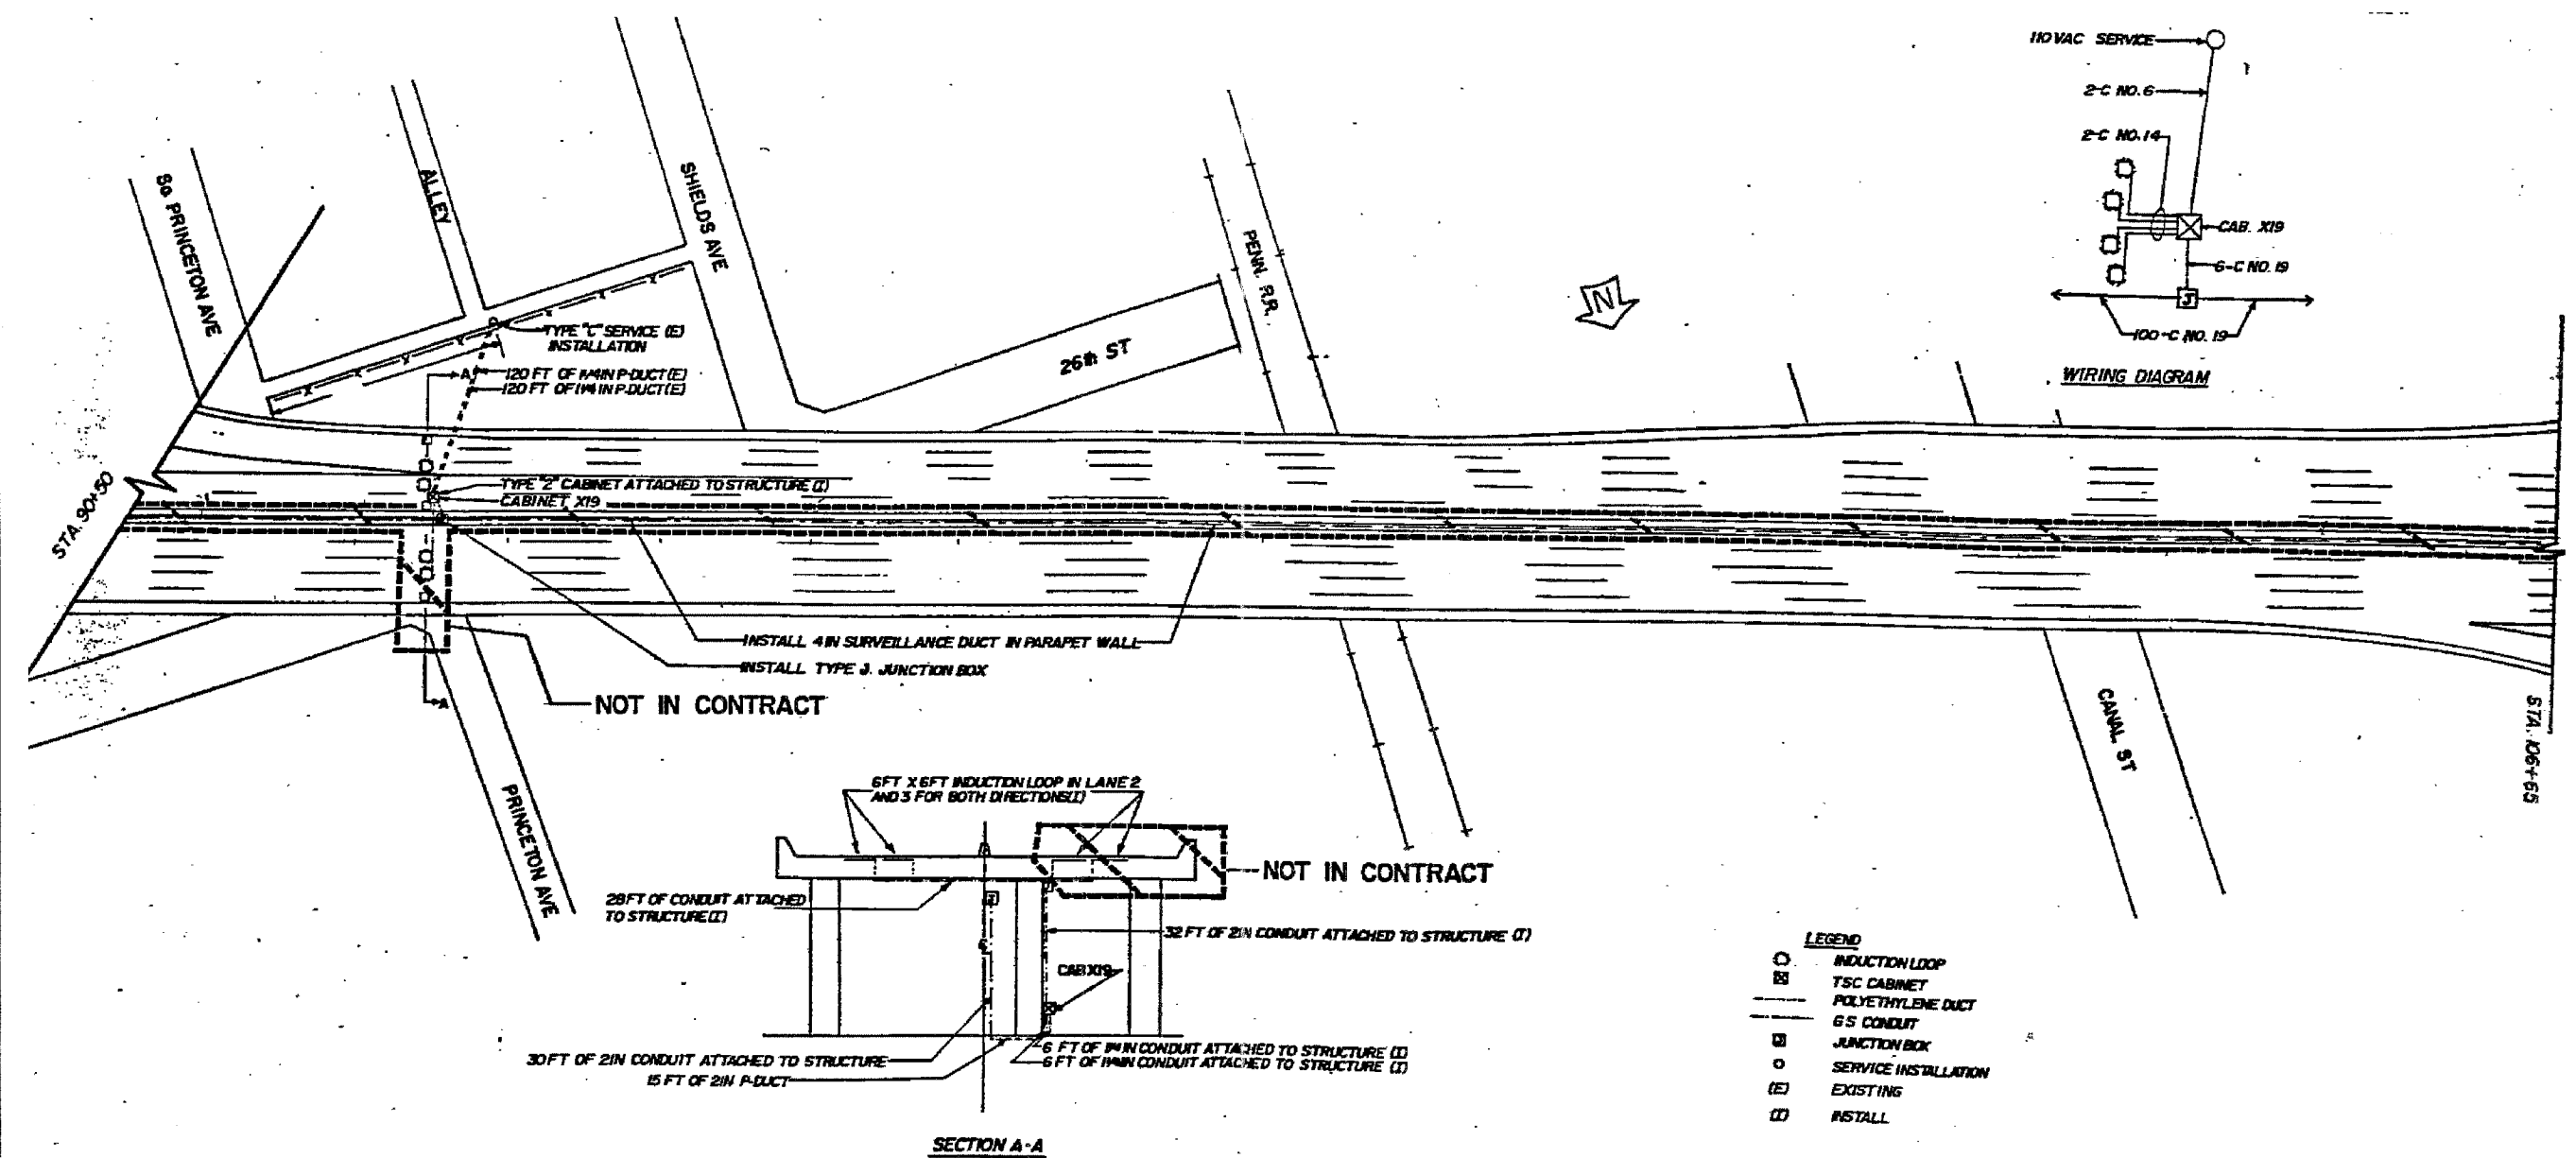 110 VAC SERVICE
2-C NO. 6
2-C NO. 14
CAB. X19
6-C NO. 19
J
100-C NO. 19
WIRING DIAGRAM
So PRINCETON AVE
ALLEY
SHIELDS AVE
PENN. R.R.
26th ST
N
TYPE "C" SERVICE (E)
INSTALLATION
A
120 FT OF 1 1/4 IN P-DUCT (E)
120 FT OF 1 1/4 IN P-DUCT (E)
STA. 90+50
TYPE "2" CABINET ATTACHED TO STRUCTURE (I)
CABINET X19
INSTALL 4 IN SURVEILLANCE DUCT IN PARAPET WALL
INSTALL TYPE J. JUNCTION BOX
NOT IN CONTRACT
A
PRINCETON AVE
CANAL ST
STA. 106+65
6FT X 6FT INDUCTION LOOP IN LANE 2
AND 3 FOR BOTH DIRECTIONS(I)
NOT IN CONTRACT
28 FT OF CONDUIT ATTACHED
TO STRUCTURE (I)
32 FT OF 2 IN CONDUIT ATTACHED TO STRUCTURE (I)
CAB X19
30 FT OF 2 IN CONDUIT ATTACHED TO STRUCTURE
15 FT OF 2 IN P-DUCT
6 FT OF 1 1/4 IN CONDUIT ATTACHED TO STRUCTURE (I)
6 FT OF 1 1/4 IN CONDUIT ATTACHED TO STRUCTURE (I)
SECTION A-A
LEGEND
INDUCTION LOOP
TSC CABINET
POLYETHYLENE DUCT
GS CONDUIT
JUNCTION BOX
SERVICE INSTALLATION
(E) EXISTING
(I) INSTALL